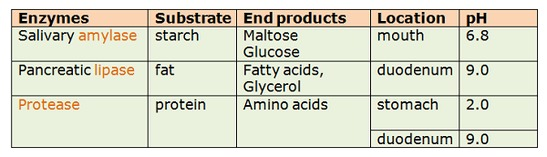 Enzymes Substrate End products Location pH
Salivary amylase starch Maltose mouth 6.8
Glucose
Pancreatic lipase fat Fatty acids, duodenum 9.0
Glycerol
Protease protein Amino acids stomach 2.0
duodenum 9.0